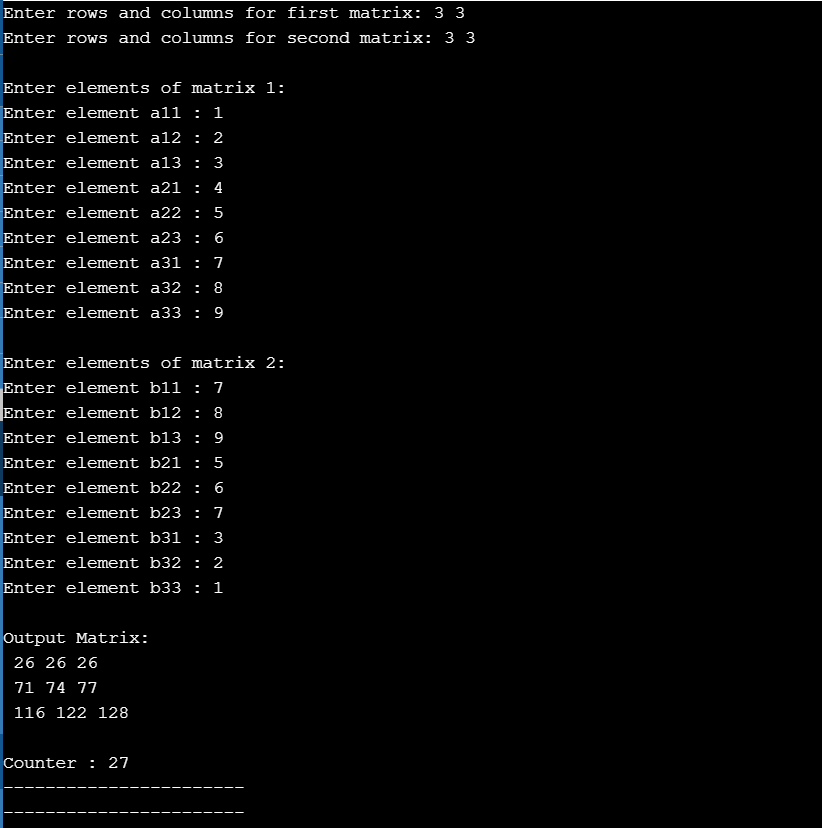 Enter rows and columns for first matrix: 3 3
Enter rows and columns for second matrix: 3 3
Enter elements of matrix 1:
Enter element a11 : 1
Enter element a12 : 2
Enter element a13 : 3
Enter element a21 : 4
Enter element a22 : 5
Enter element a23 : 6
Enter element a31 : 7
Enter element a32 : 8
Enter element a33 : 9
Enter elements of matrix 2:
Enter element b11 : 7
Enter element b12 : 8
Enter element b13 : 9
Enter element b21 : 5
Enter element b22 : 6
Enter element b23 : 7
Enter element b31 : 3
Enter element b32 : 2
Enter element b33 : 1
Output Matrix:
26 26 26
71 74 77
116 122 128
Counter : 27
-----------------------
-----------------------